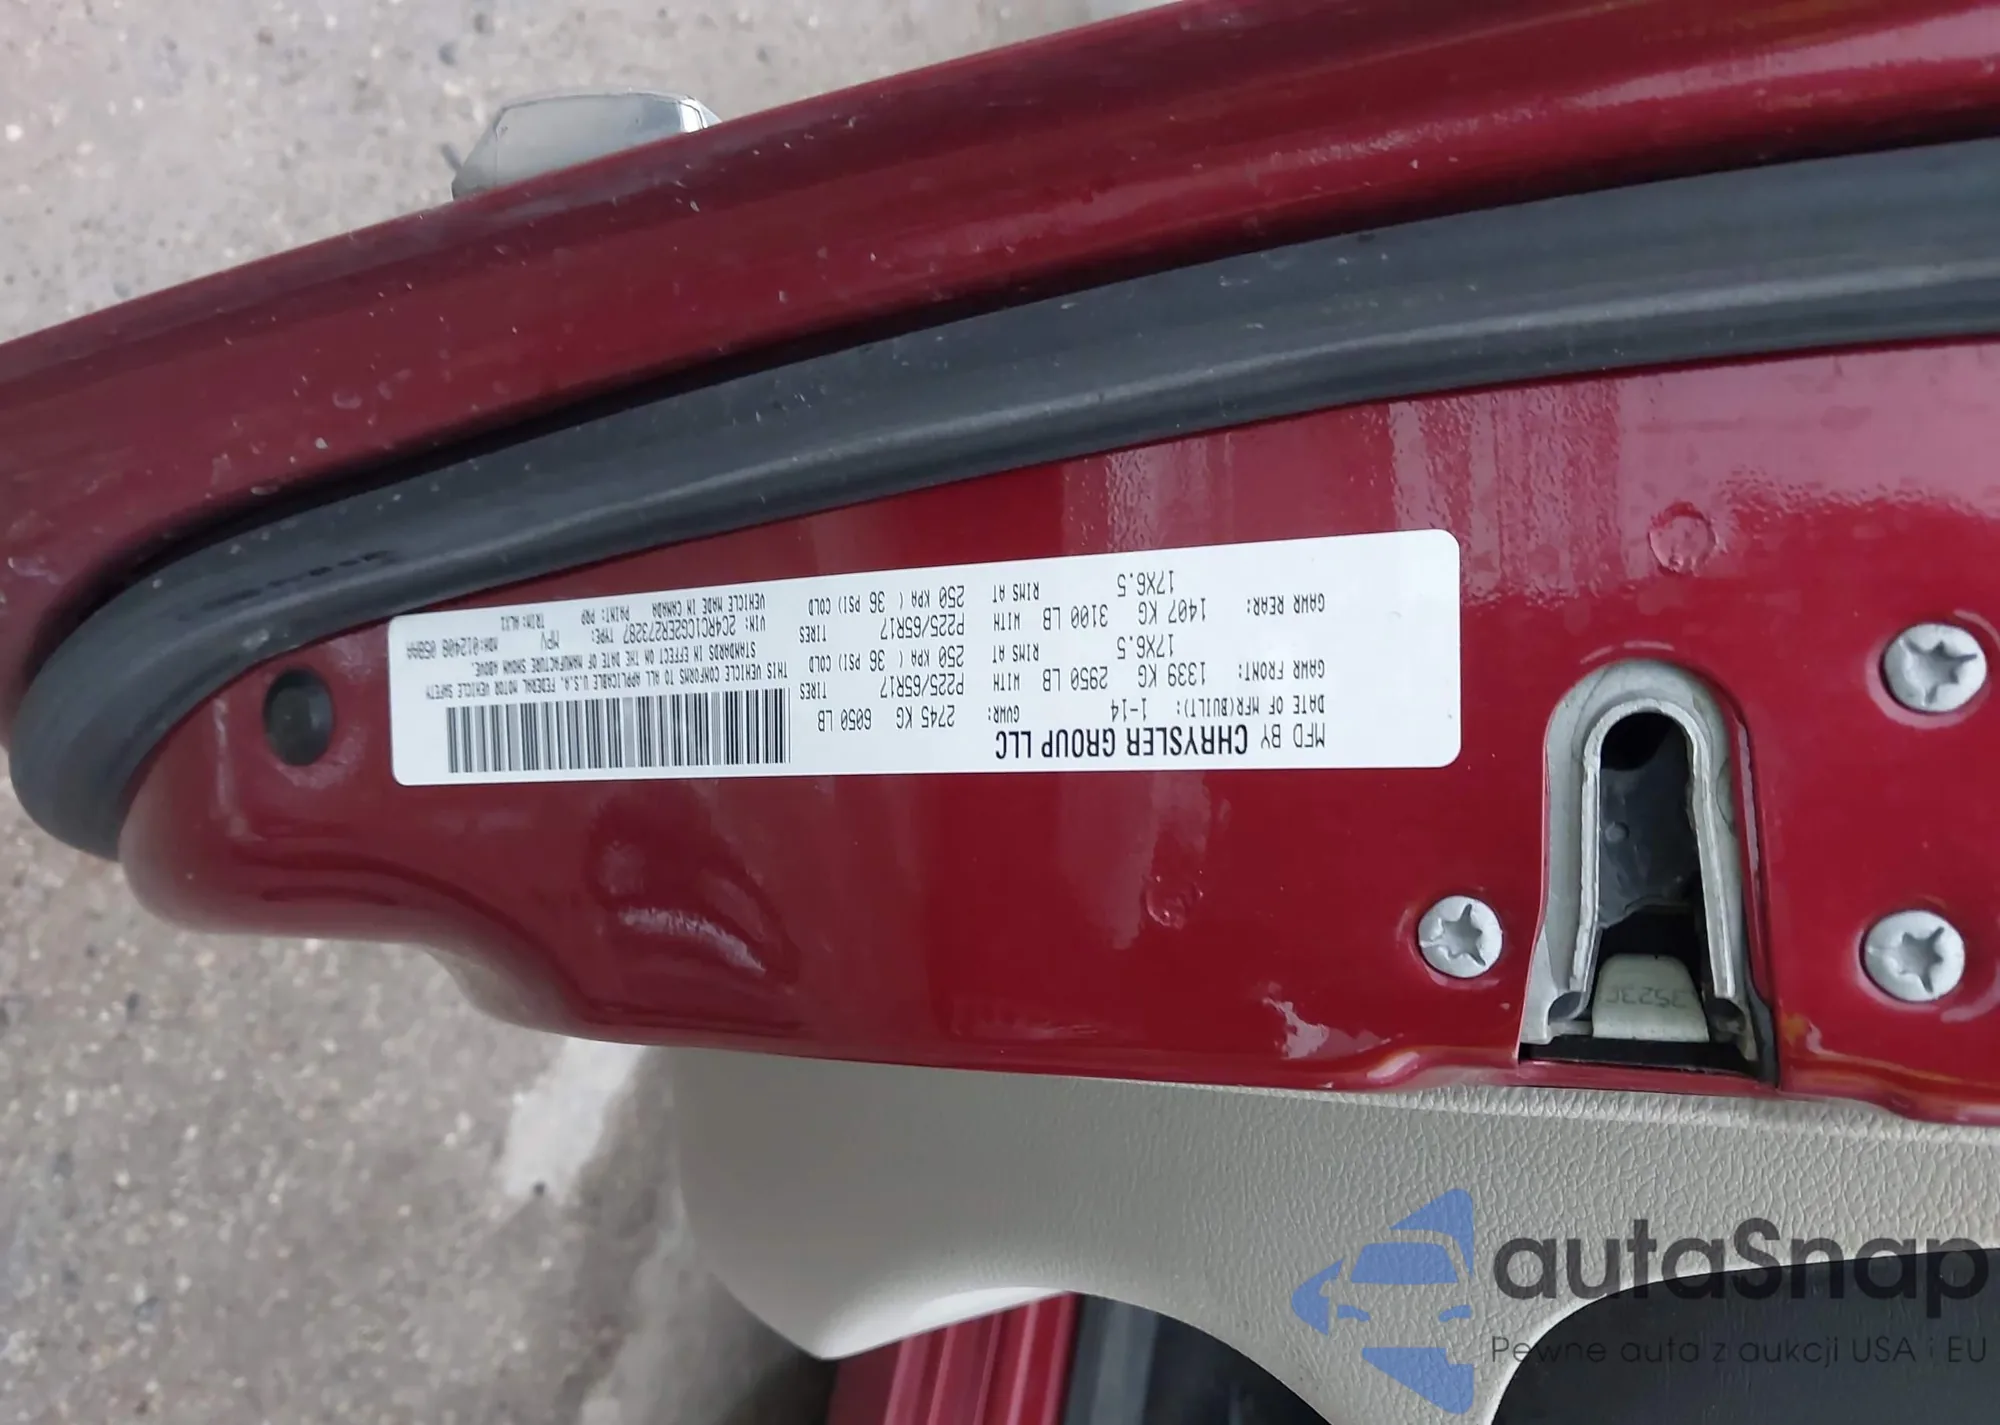 MFD BY CHRYSLER GROUP LLC
DATE OF MFR(BUILT): 1-14 GVWR: 2745 KG 6050 LB
GAWR FRONT: 1339 KG 2950 LB WITH P225/65R17 TIRES
17X6.5 RIMS AT 250 KPA ( 36 PSI) COLD
GAWR REAR: 1407 KG 3100 LB WITH P225/65R17 TIRES
17X6.5 RIMS AT 250 KPA ( 36 PSI) COLD
THIS VEHICLE CONFORMS TO ALL APPLICABLE U.S.A. FEDERAL MOTOR VEHICLE SAFETY
STANDARDS IN EFFECT ON THE DATE OF MANUFACTURE SHOWN ABOVE.
VIN: 2C4RC1CG2ER273287 TYPE: MPV MDH:012408 058AA
VEHICLE MADE IN CANADA PAINT: PRP TRIM: HLX1
autaSnap
Pewne auta z aukcji USA i EU